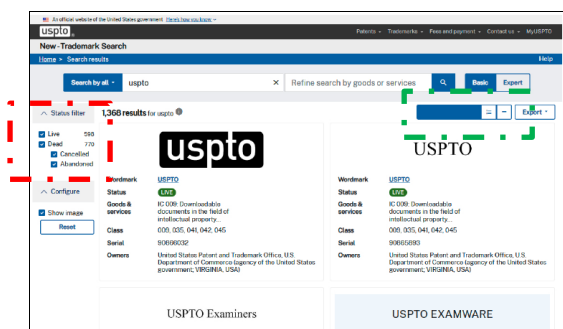 An official website of the United States government Here's how you know
uspto
Patents Trademarks Fees and payment Contact us MyUSPTO
New - Trademark Search
Home > Search results Help
Search by all uspto × Refine search by goods or services Basic Expert
Status filter 1,368 results for uspto Export
Live 598
Dead 770
Cancelled
Abandoned
uspto USPTO
Wordmark USPTO Wordmark USPTO
Status LIVE Status LIVE
Configure Goods & IC 009: Downloadable Goods & IC 009: Downloadable
services documents in the field of services documents in the field of
intellectual property... intellectual property...
Show image Class 009, 035, 041, 042, 045 Class 009, 035, 041, 042, 045
Reset Serial 90866032 Serial 90865893
Owners United States Patent and Trademark Office, U.S. Owners United States Patent and Trademark Office, U.S.
Department of Commerce (agency of the United States Department of Commerce (agency of the United States
government; VIRGINIA, USA) government; VIRGINIA, USA)
USPTO Examiners USPTO EXAMWARE